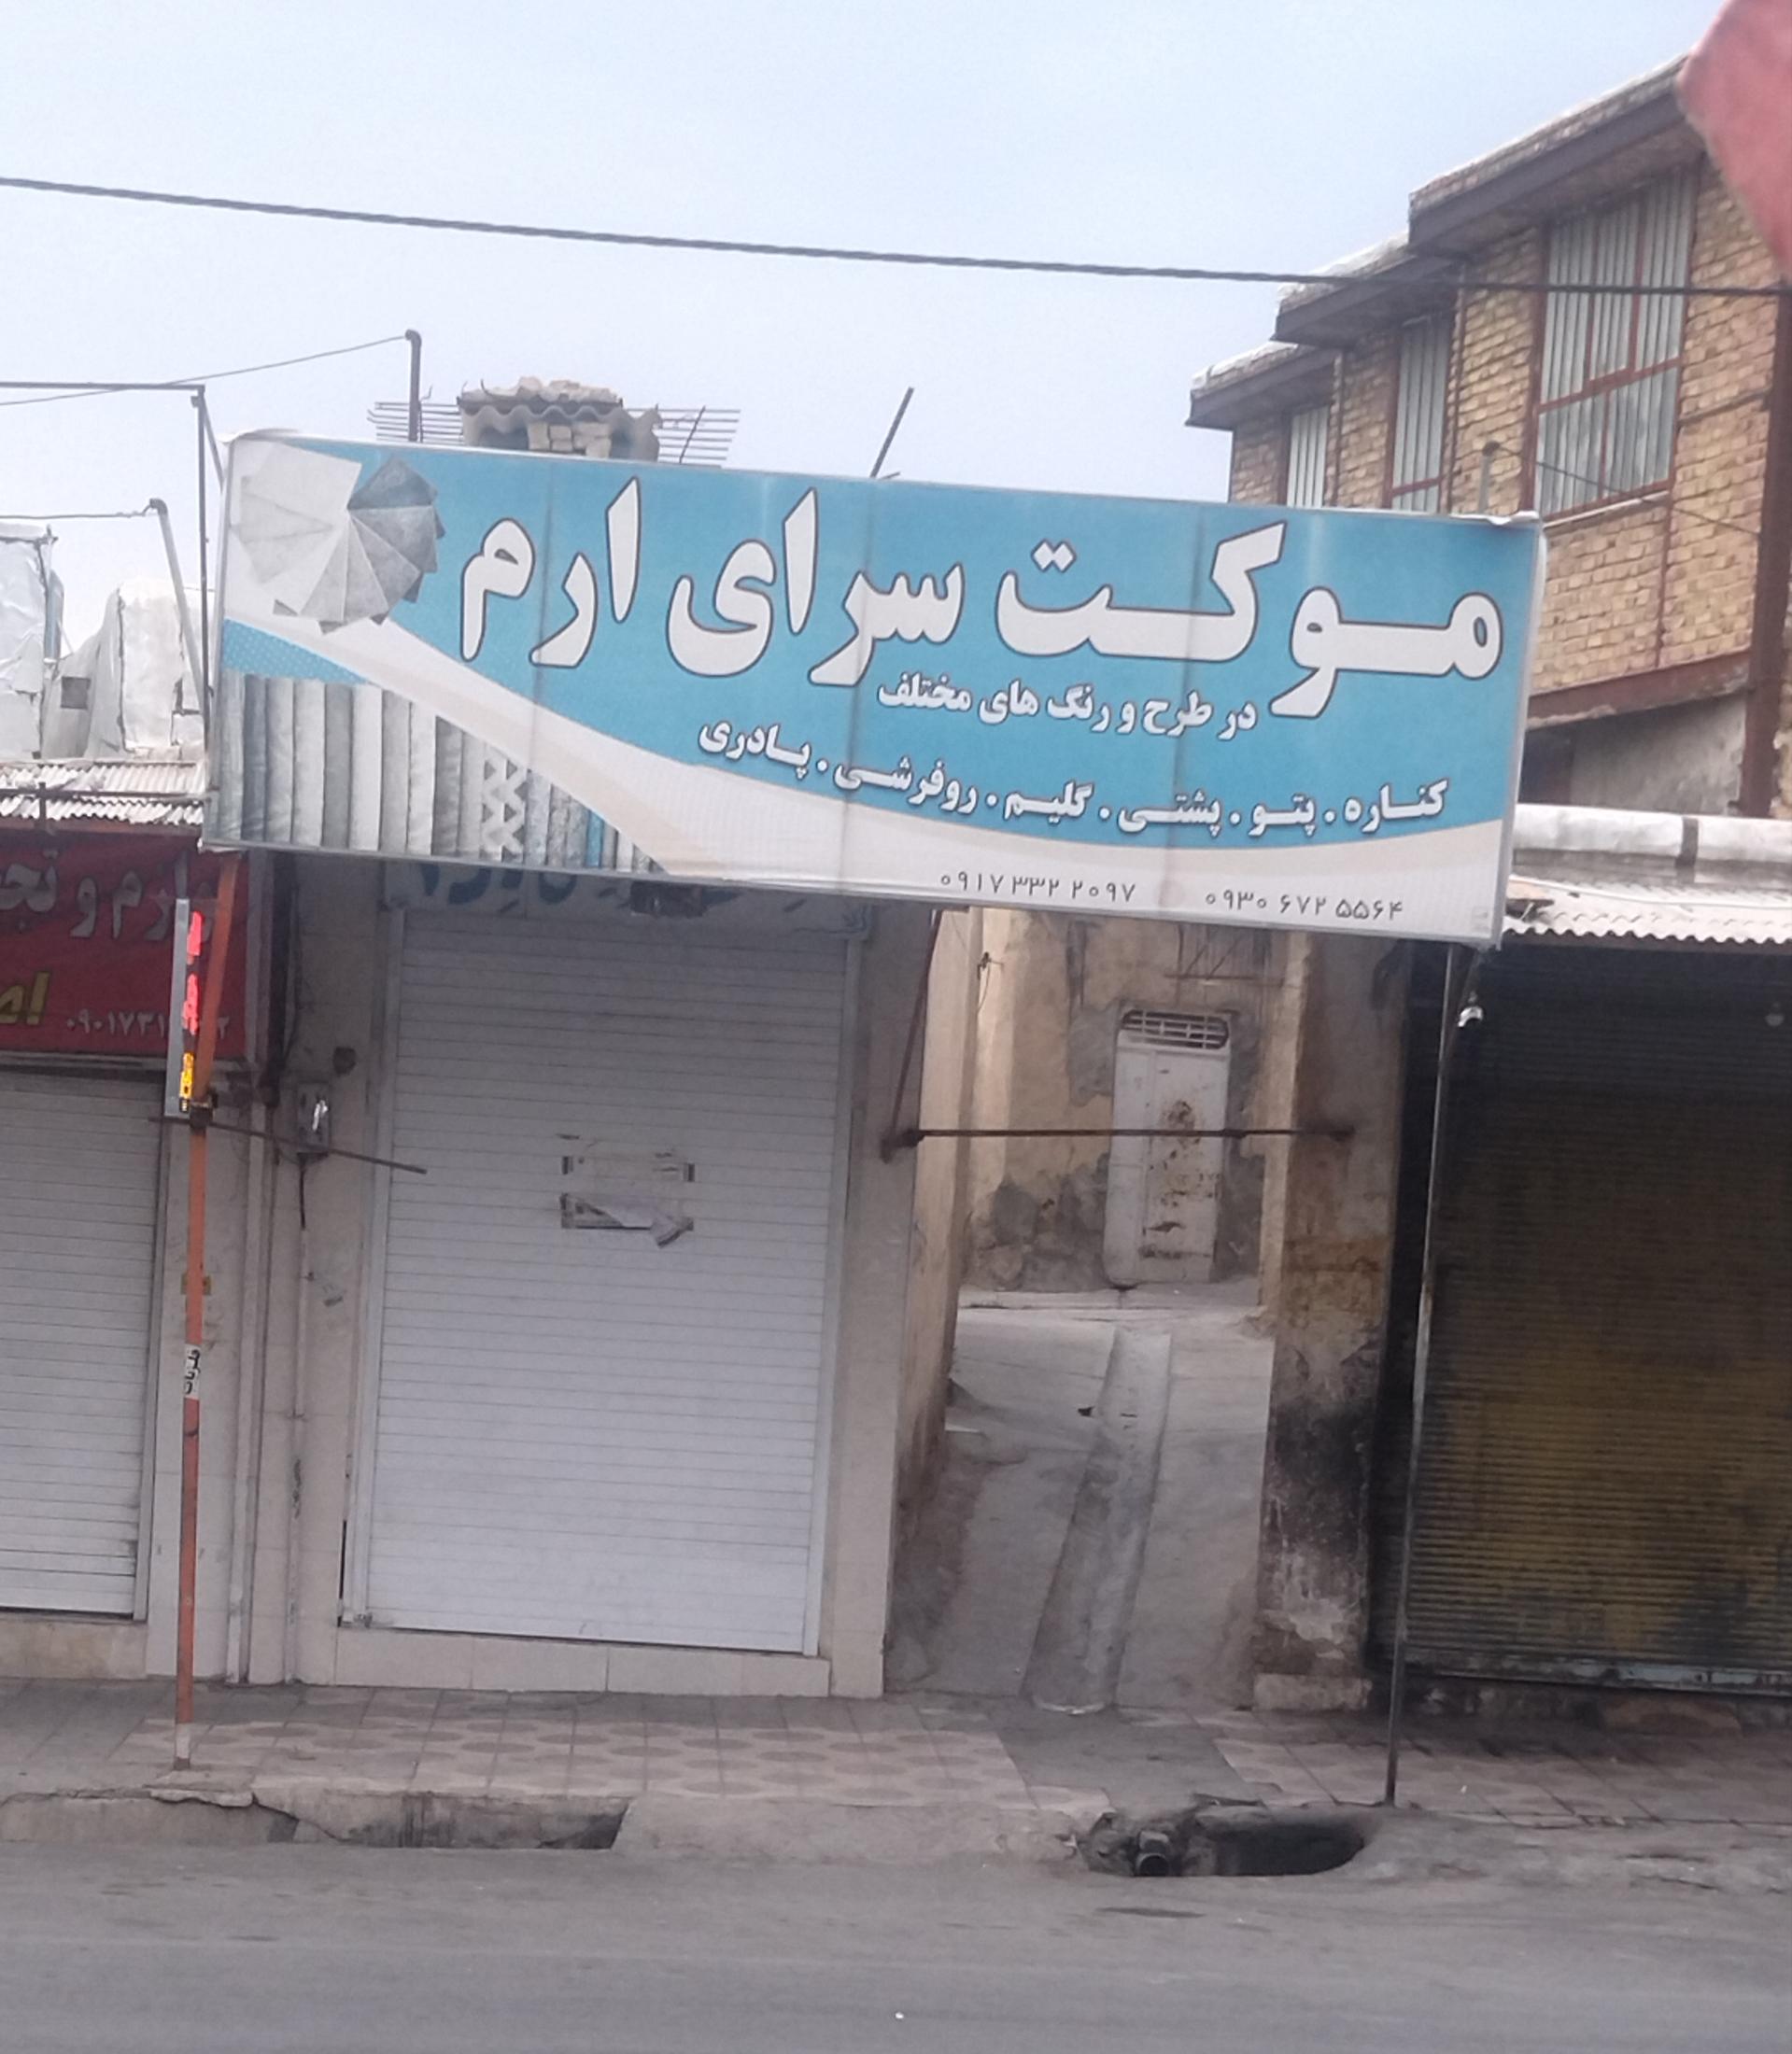 موکت سرای ارم
در طرح و رنگ های مختلف
کناره . پتو . پشتی . گلیم . روفرشی . پادری
۰۹۳۰ ۶۷۲ ۵۵۶۴
۰۹۱۷ ۳۳۲ ۲۰۹۷